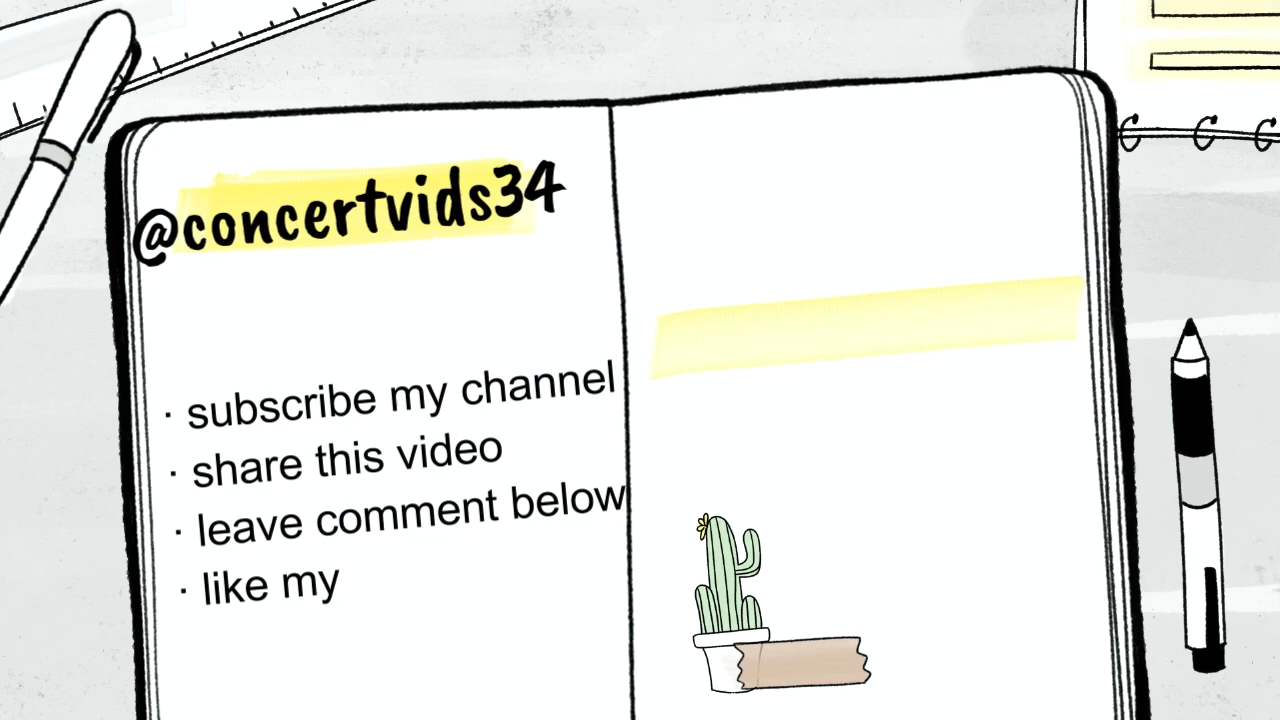 @concertvids34
· subscribe my channel
· share this video
· leave comment below
· like my